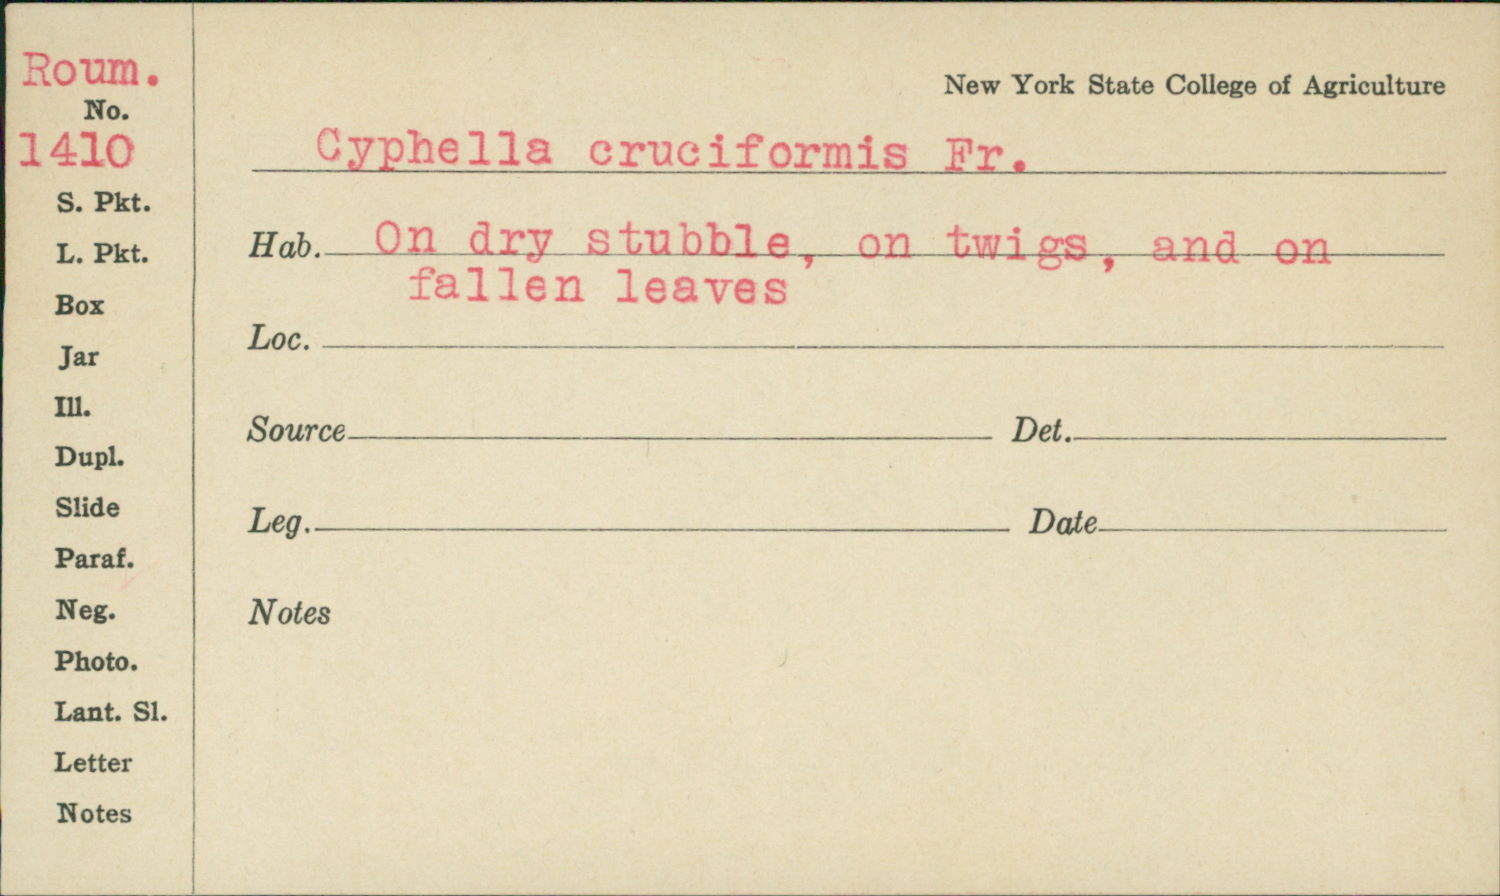 Roum.
No.
1410
S. Pkt.
L. Pkt.
Box
Jar
Ill.
Dupl.
Slide
Paraf.
Neg.
Photo.
Lant. Sl.
Letter
Notes
New York State College of Agriculture
Cyphella cruciformis Fr.
Hab. On dry stubble, on twigs, and on
fallen leaves
Loc.
Source Det.
Leg. Date
Notes